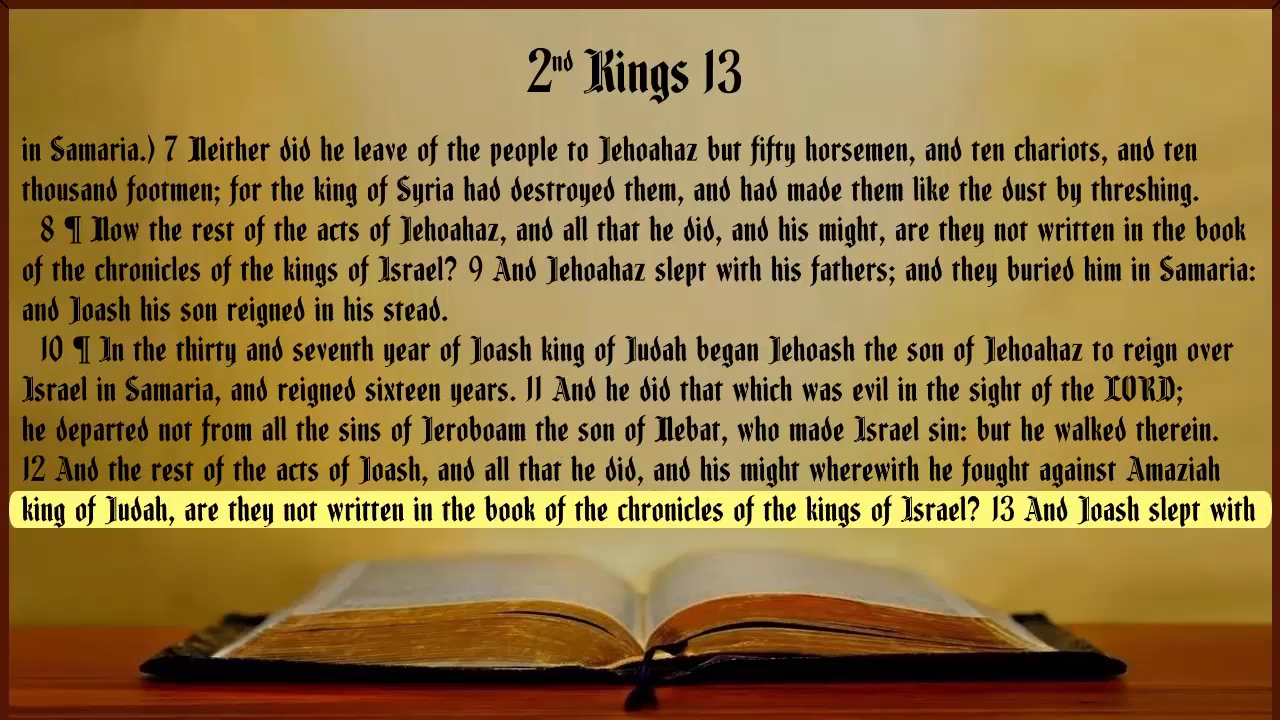 2nd Kings 13
in Samaria.) 7 Neither did he leave of the people to Jehoahaz but fifty horsemen, and ten chariots, and ten
thousand footmen; for the king of Syria had destroyed them, and had made them like the dust by threshing.
8 ¶ Now the rest of the acts of Jehoahaz, and all that he did, and his might, are they not written in the book
of the chronicles of the kings of Israel? 9 And Jehoahaz slept with his fathers; and they buried him in Samaria:
and Joash his son reigned in his stead.
10 ¶ In the thirty and seventh year of Joash king of Judah began Jehoash the son of Jehoahaz to reign over
Israel in Samaria, and reigned sixteen years. 11 And he did that which was evil in the sight of the LORD;
he departed not from all the sins of Jeroboam the son of Nebat, who made Israel sin: but he walked therein.
12 And the rest of the acts of Joash, and all that he did, and his might wherewith he fought against Amaziah
king of Judah, are they not written in the book of the chronicles of the kings of Israel? 13 And Joash slept with